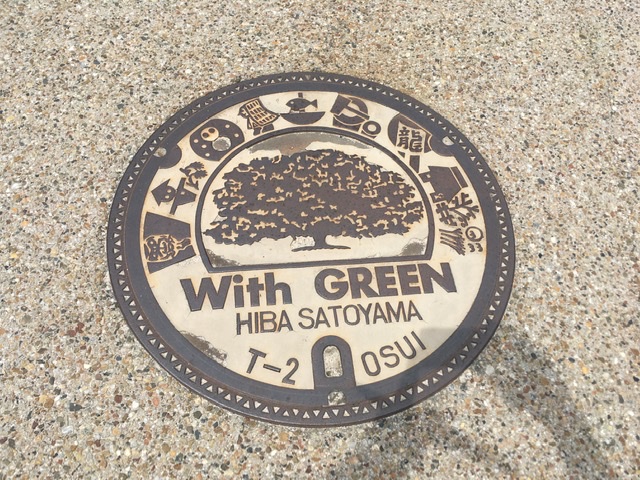 龍
With GREEN
HIBA SATOYAMA
T-2 OSUI